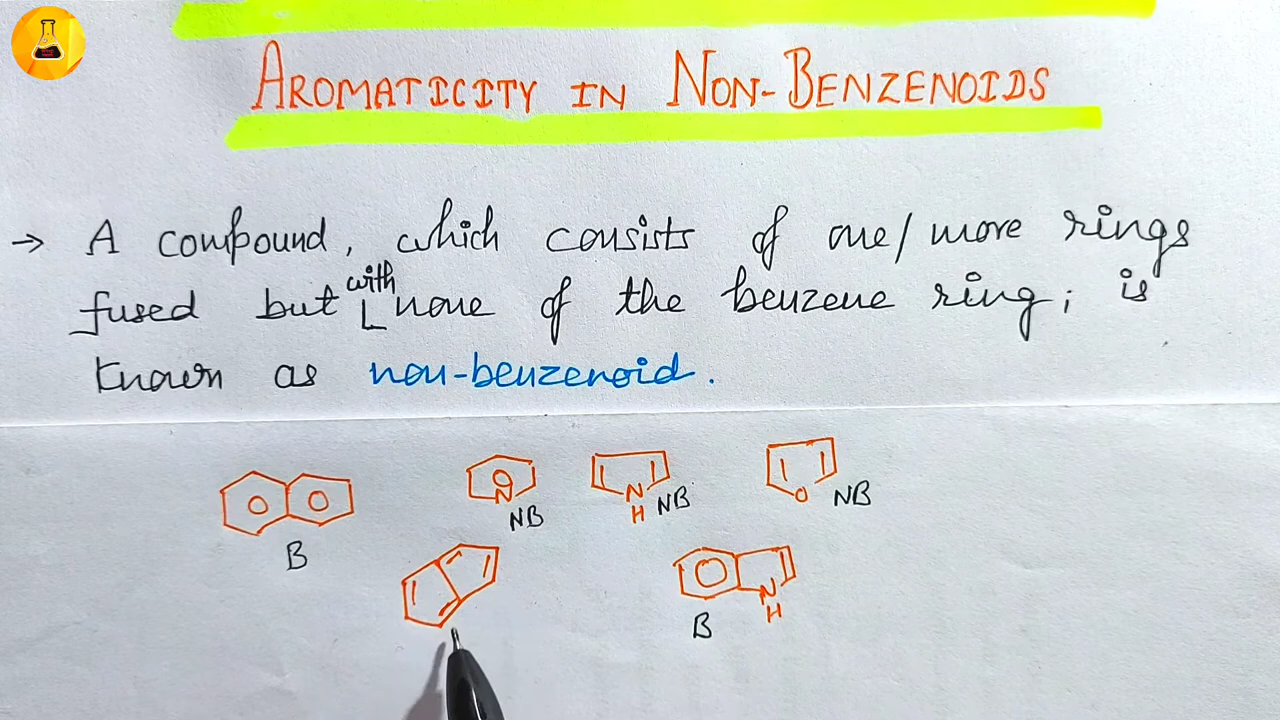 AROMATICITY IN NON-BENZENOIDS
→ A compound, which consists of one/more rings
fused but with none of the benzene ring; is
known as non-benzenoid.
N
NB
N
H
NB
O
NB
B
B
N
H